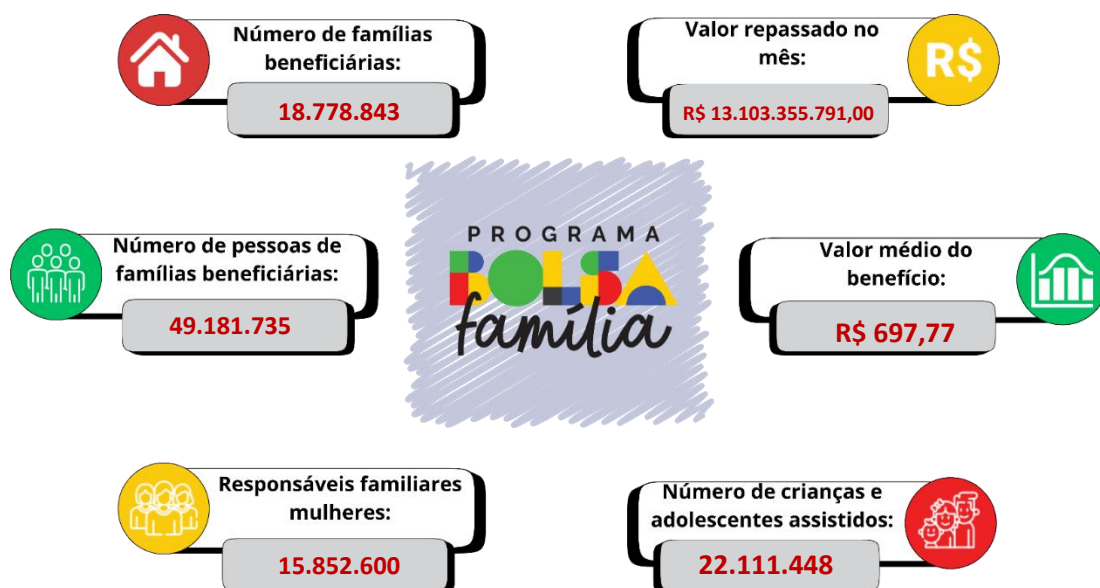 Número de famílias
beneficiárias:
18.778.843
Valor repassado no
mês:
R$
R$ 13.103.355.791,00
PROGRAMA
BOLSA
família
Número de pessoas de
famílias beneficiárias:
49.181.735
Valor médio do
benefício:
R$ 697,77
Responsáveis familiares
mulheres:
15.852.600
Número de crianças e
adolescentes assistidos:
22.111.448